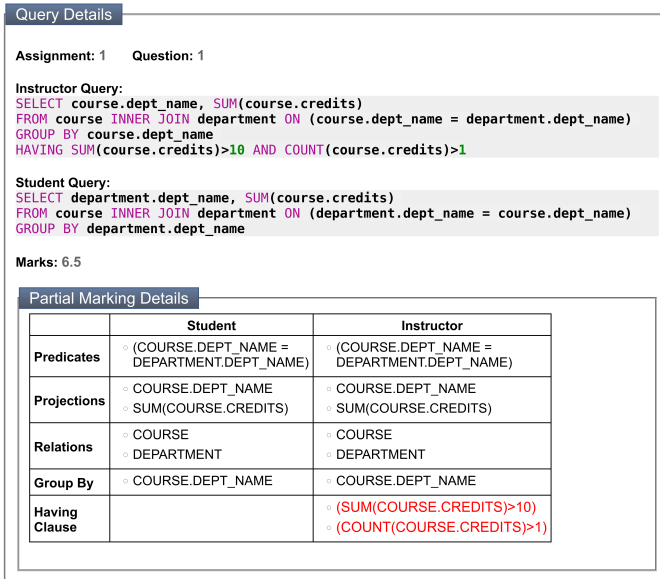 Query Details
Assignment: 1 Question: 1
Instructor Query:
SELECT course.dept_name, SUM(course.credits)
FROM course INNER JOIN department ON (course.dept_name = department.dept_name)
GROUP BY course.dept_name
HAVING SUM(course.credits)>10 AND COUNT(course.credits)>1
Student Query:
SELECT department.dept_name, SUM(course.credits)
FROM course INNER JOIN department ON (department.dept_name = course.dept_name)
GROUP BY department.dept_name
Marks: 6.5
Partial Marking Details
Student Instructor
Predicates
(COURSE.DEPT_NAME =
DEPARTMENT.DEPT_NAME)
(COURSE.DEPT_NAME =
DEPARTMENT.DEPT_NAME)
Projections
COURSE.DEPT_NAME
SUM(COURSE.CREDITS)
COURSE.DEPT_NAME
SUM(COURSE.CREDITS)
Relations
COURSE
DEPARTMENT
COURSE
DEPARTMENT
Group By
COURSE.DEPT_NAME
COURSE.DEPT_NAME
Having
Clause
(SUM(COURSE.CREDITS)>10)
(COUNT(COURSE.CREDITS)>1)